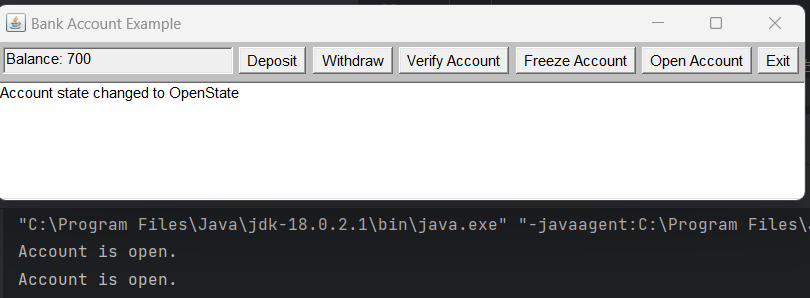 Bank Account Example
Balance: 700 Deposit Withdraw Verify Account Freeze Account Open Account Exit
Account state changed to OpenState
"C:\Program Files\Java\jdk-18.0.2.1\bin\java.exe" "-javaagent:C:\Program Files\
Account is open.
Account is open.